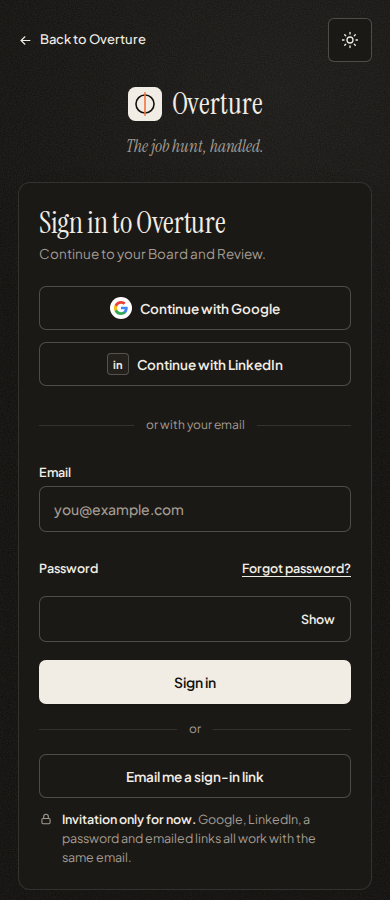 ← Back to Overture
Overture
The job hunt, handled.
Sign in to Overture
Continue to your Board and Review.
Continue with Google
in Continue with LinkedIn
or with your email
Email
you@example.com
Password Forgot password?
Show
Sign in
or
Email me a sign-in link
Invitation only for now. Google, LinkedIn, a
password and emailed links all work with the
same email.